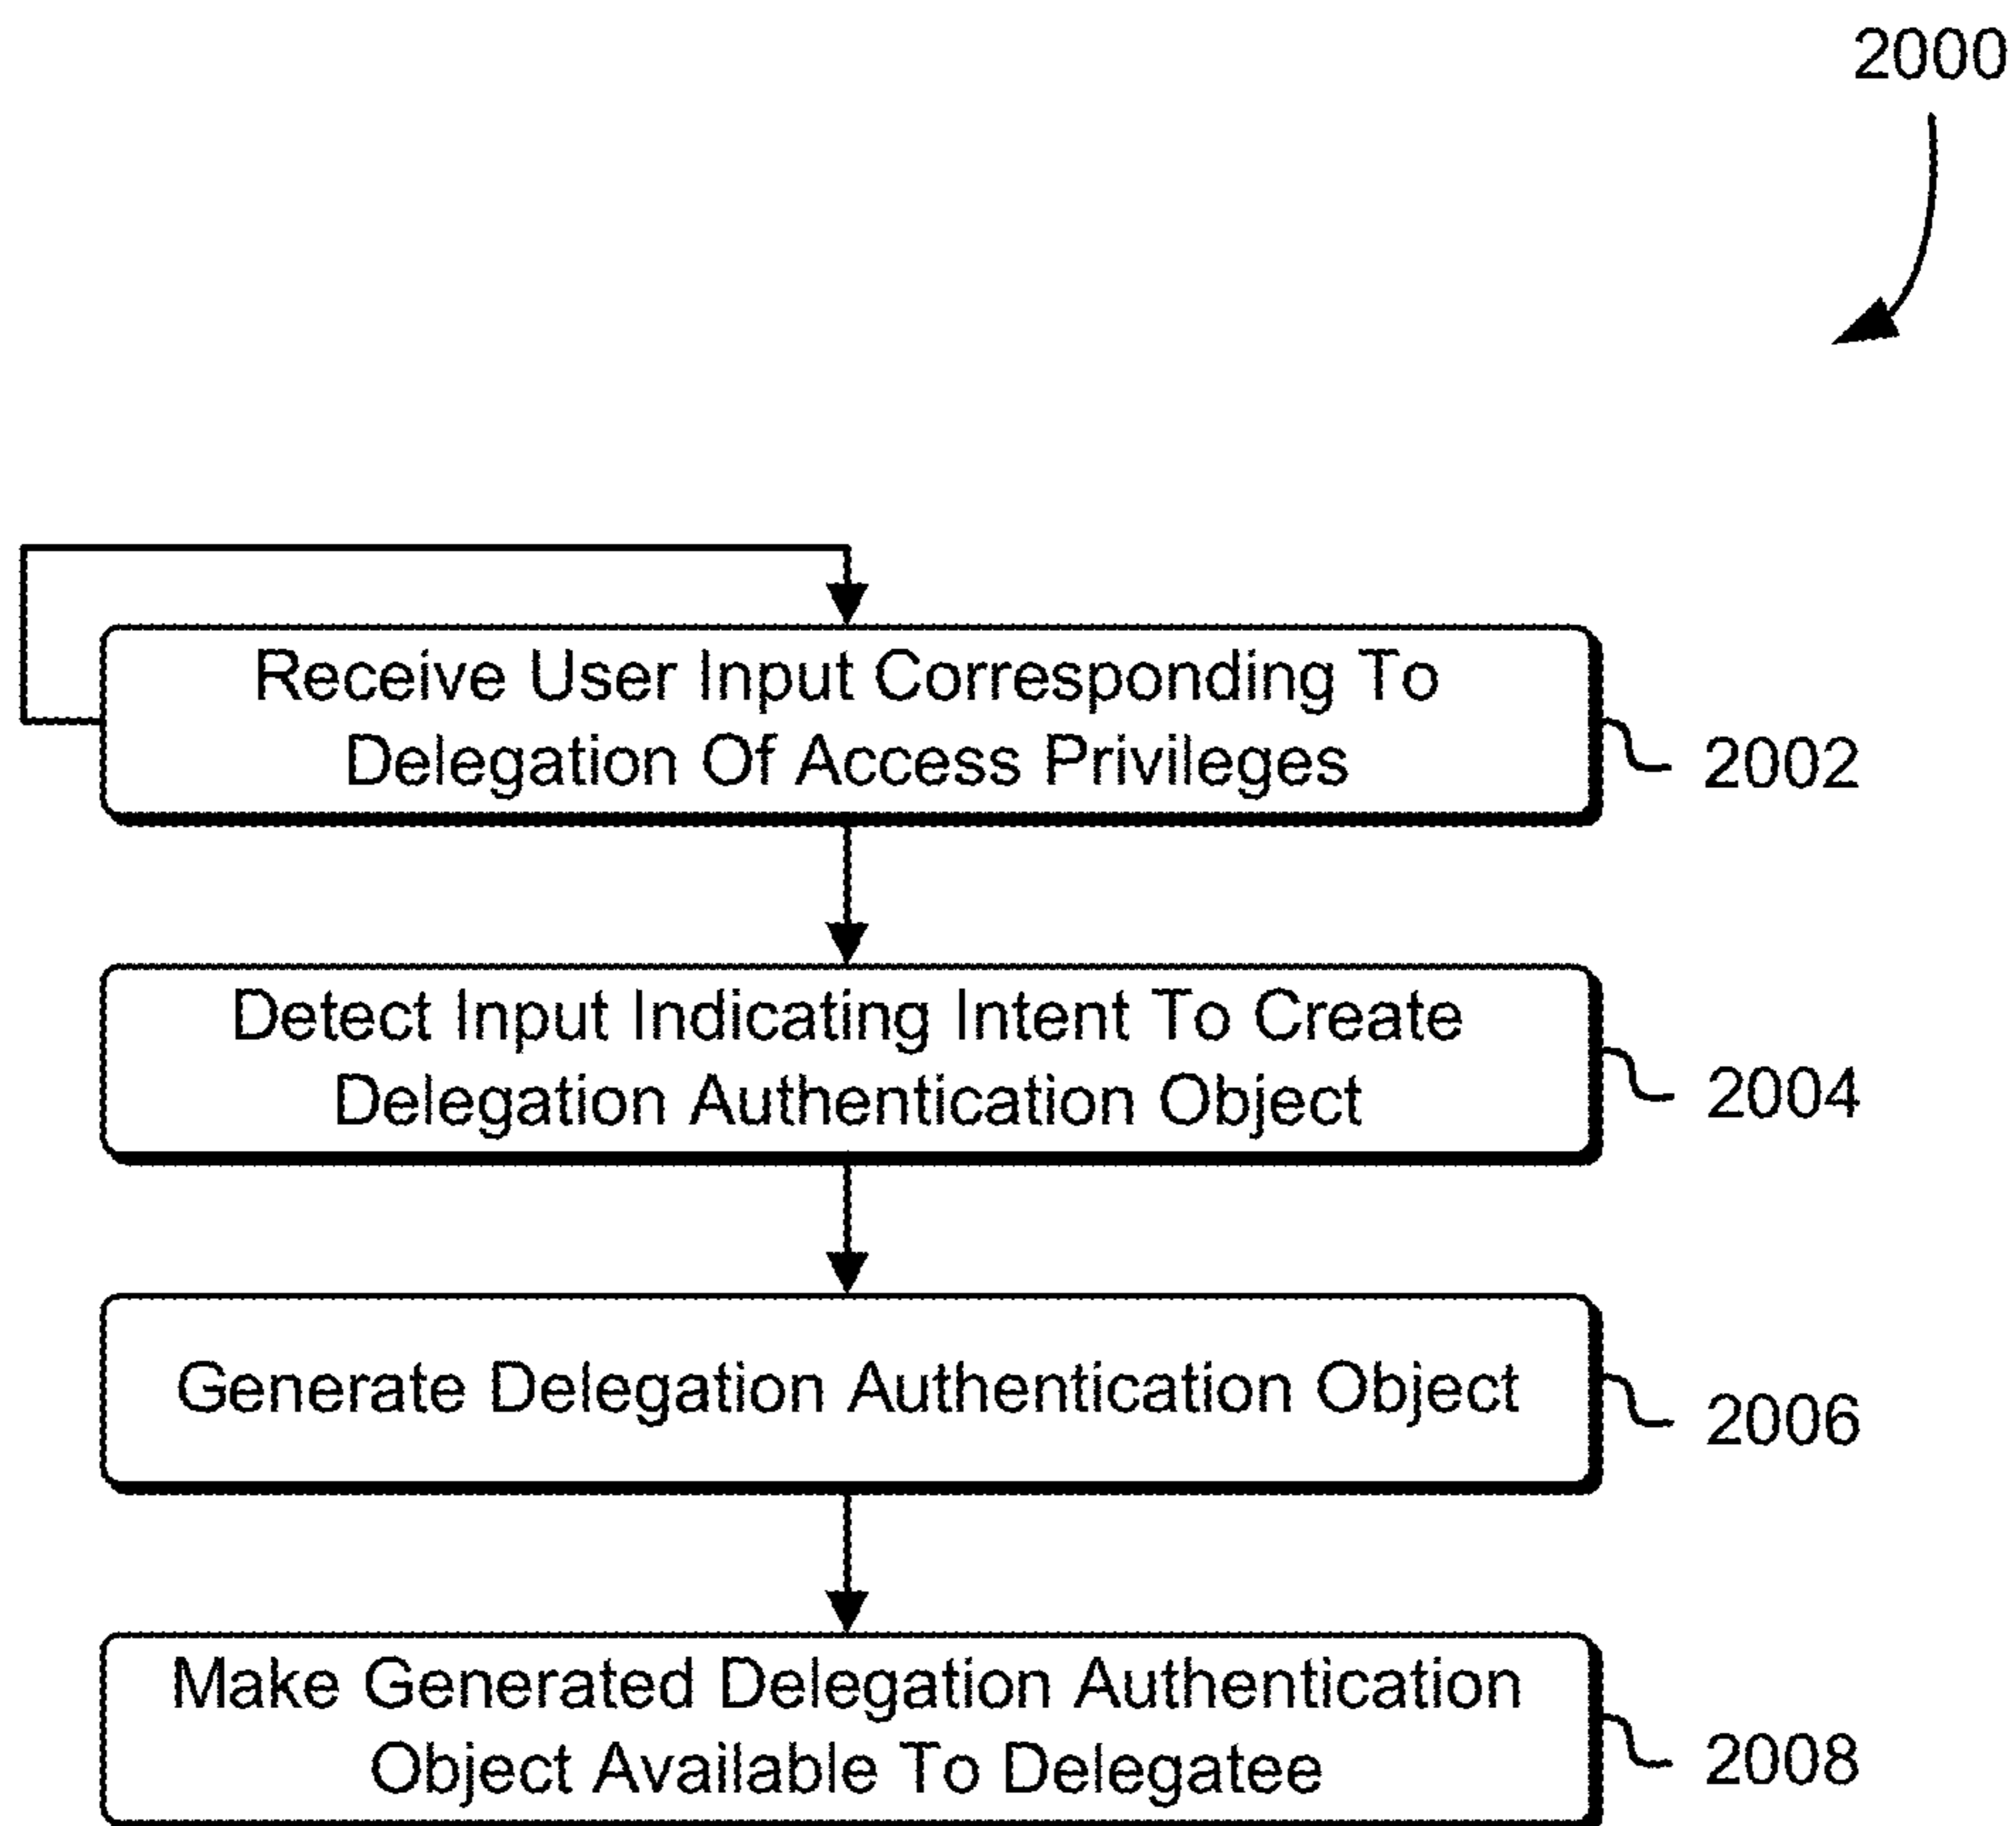 2000
Receive User Input Corresponding To
Delegation Of Access Privileges
2002
Detect Input Indicating Intent To Create
Delegation Authentication Object
2004
Generate Delegation Authentication Object
2006
Make Generated Delegation Authentication
Object Available To Delegatee
2008